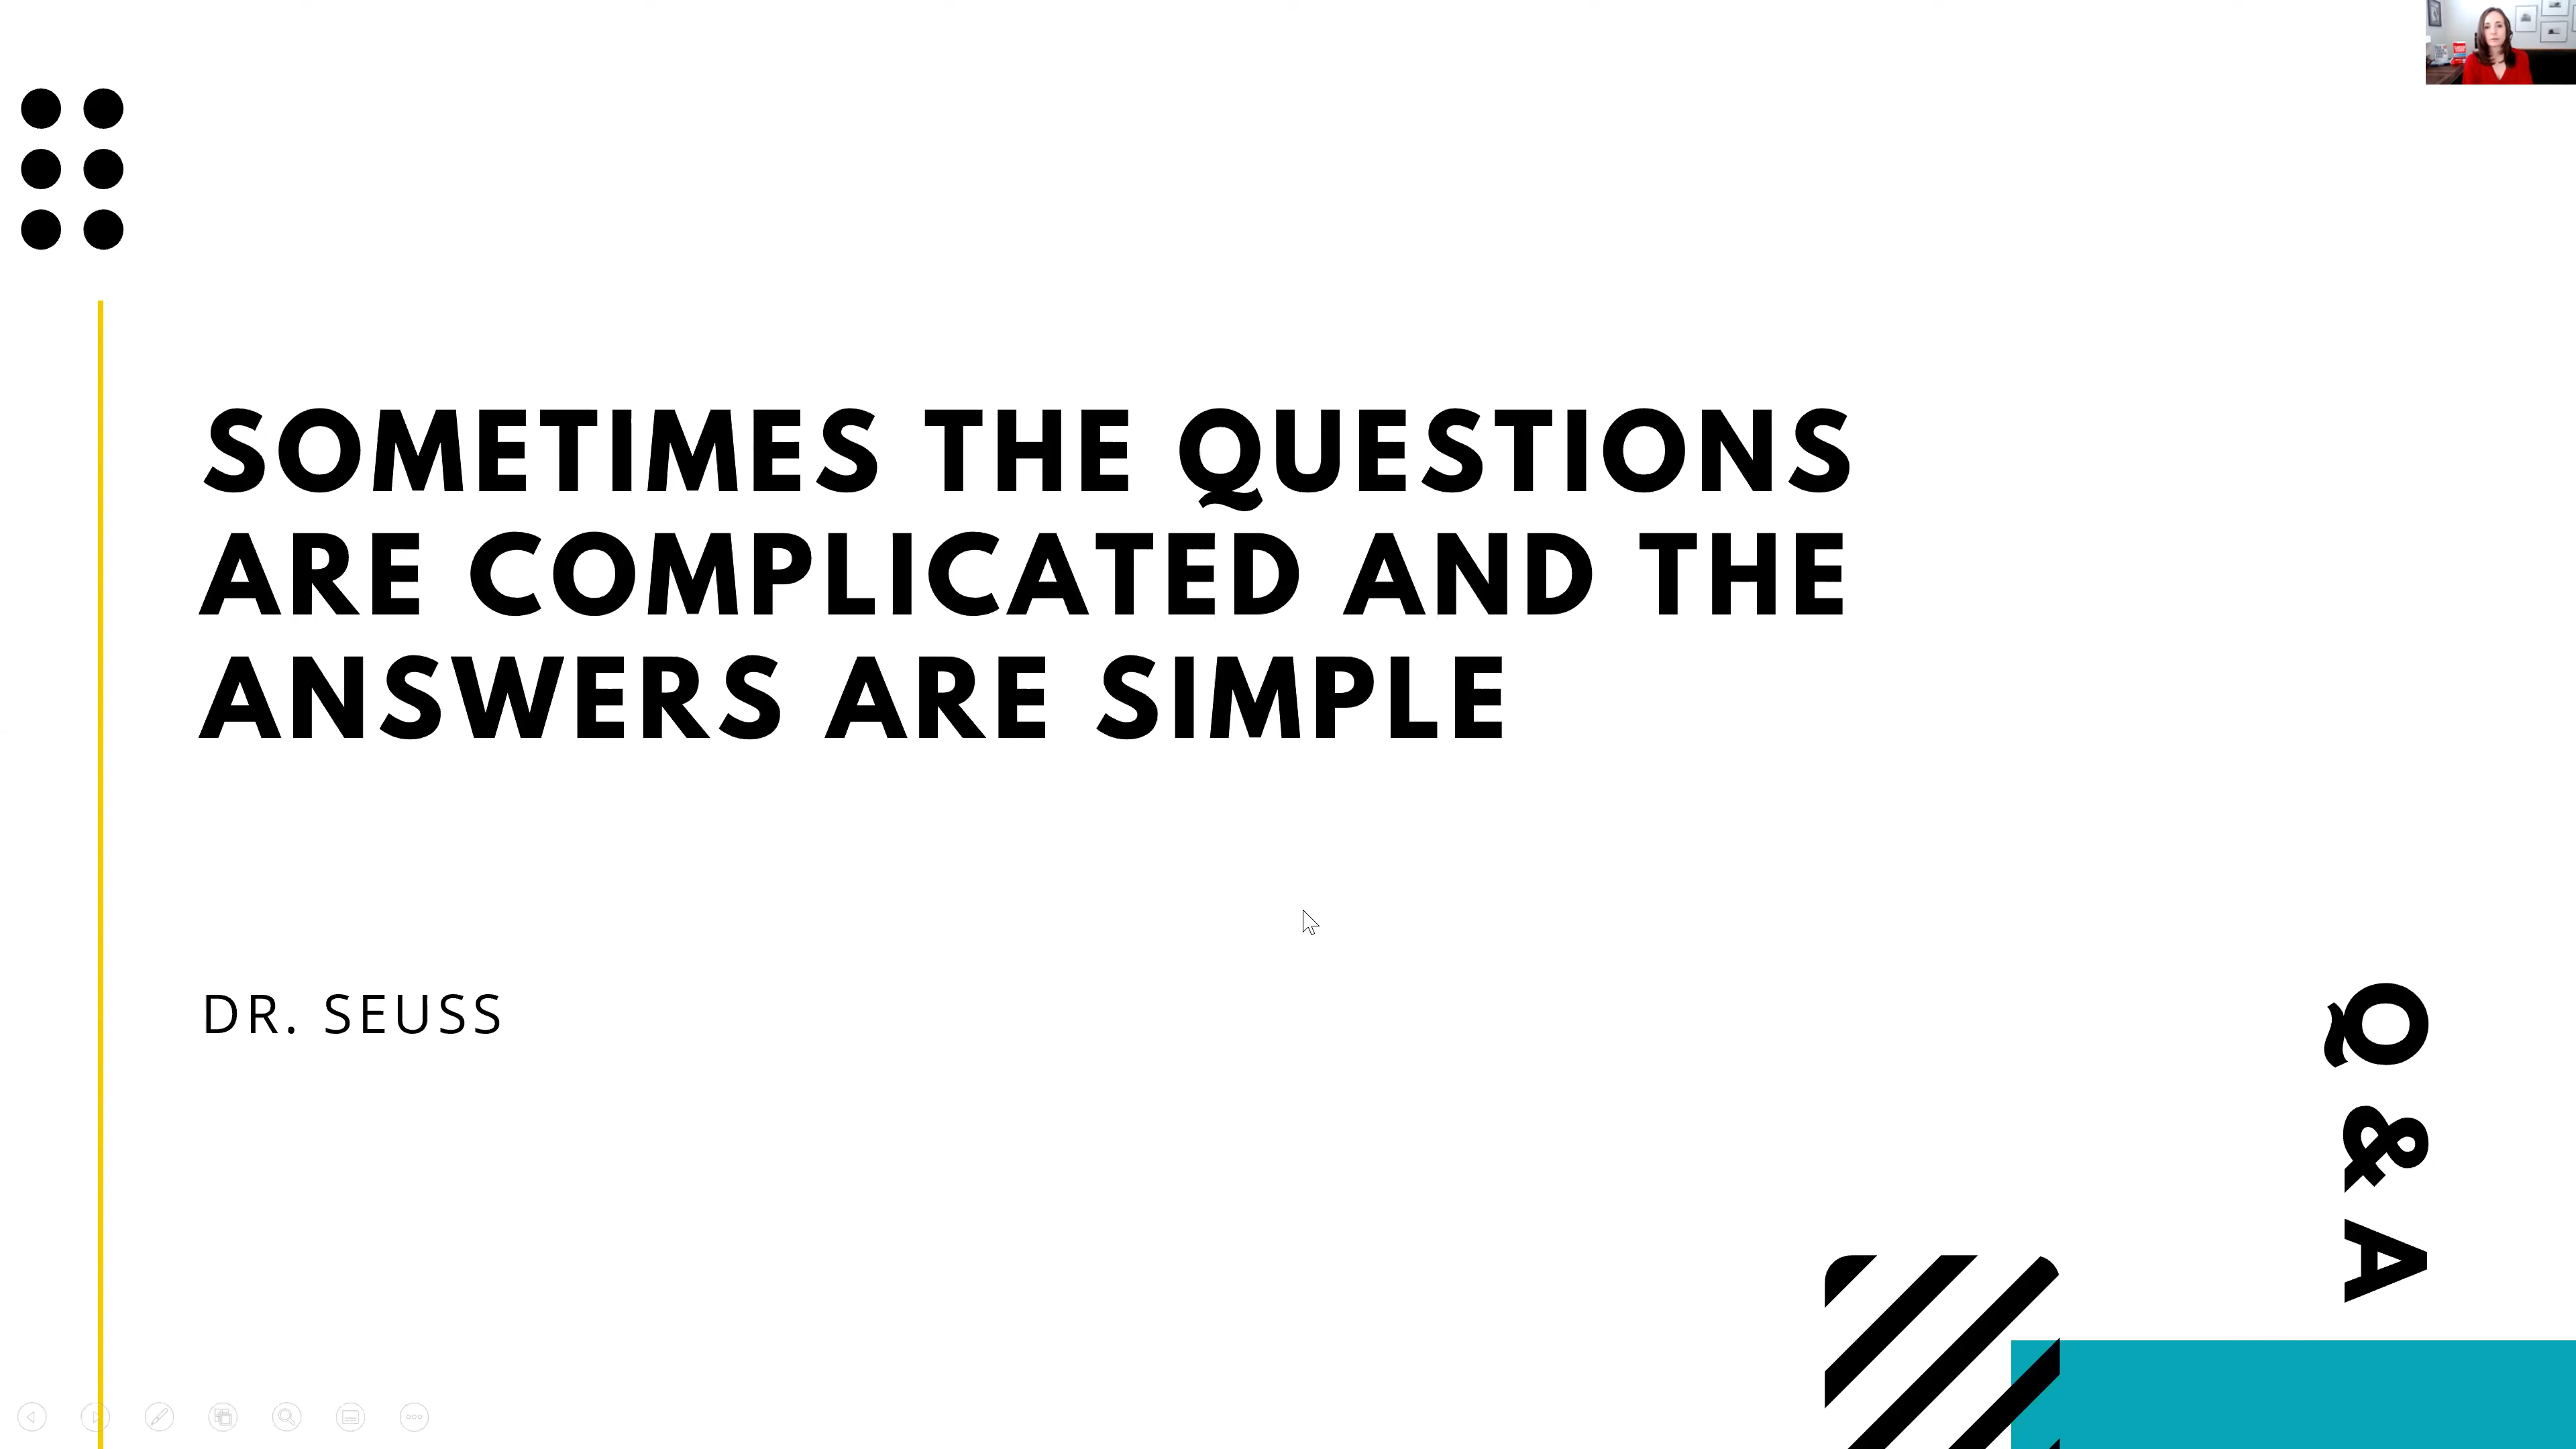 SOMETIMES THE QUESTIONS
ARE COMPLICATED AND THE
ANSWERS ARE SIMPLE
DR. SEUSS
Q & A